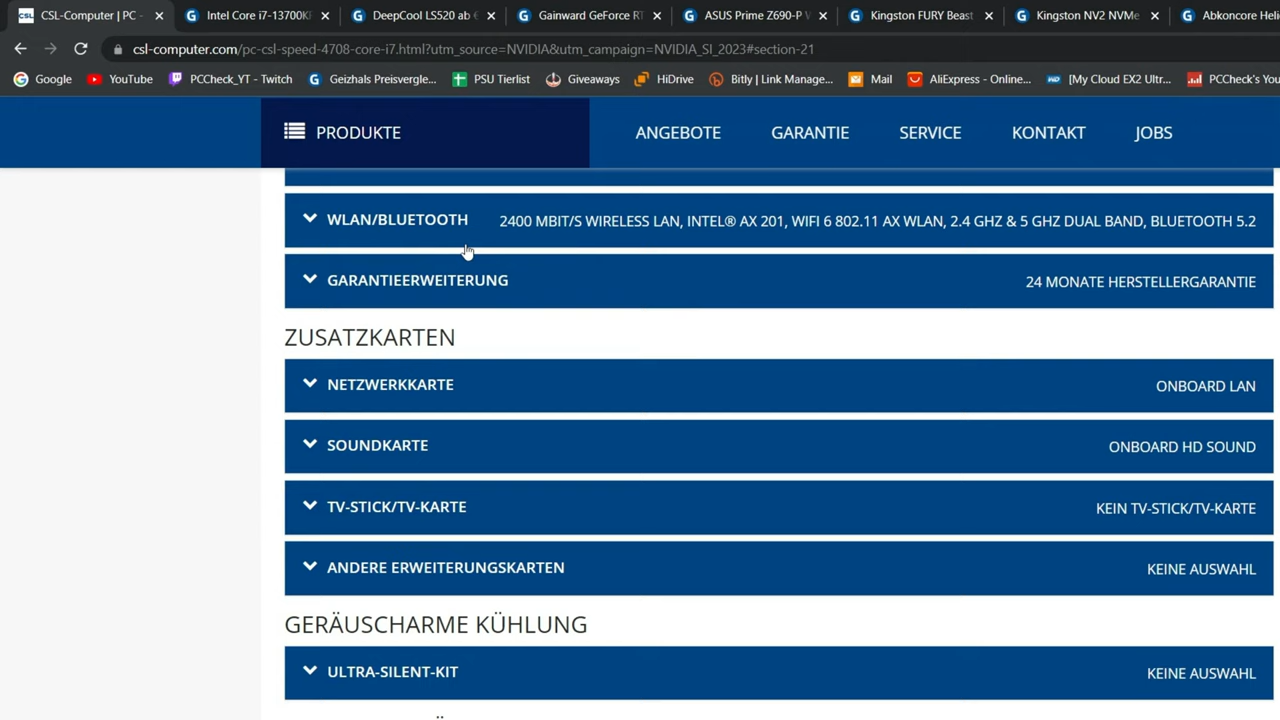 CSL CSL-Computer | PC -
Intel Core i7-13700KF
DeepCool LS520 ab €
Gainward GeForce RT
ASUS Prime Z690-P W
Kingston FURY Beast
Kingston NV2 NVMe
Abkoncore Heli
csl-computer.com/pc-csl-speed-4708-core-i7.html?utm_source=NVIDIA&utm_campaign=NVIDIA_SI_2023#section-21
Google YouTube PCCheck_YT - Twitch Geizhals Preisvergle... PSU Tierlist Giveaways HiDrive Bitly | Link Manage... Mail AliExpress - Online... [My Cloud EX2 Ultr... PCCheck's You
PRODUKTE ANGEBOTE GARANTIE SERVICE KONTAKT JOBS
WLAN/BLUETOOTH 2400 MBIT/S WIRELESS LAN, INTEL® AX 201, WIFI 6 802.11 AX WLAN, 2.4 GHZ & 5 GHZ DUAL BAND, BLUETOOTH 5.2
GARANTIEERWEITERUNG 24 MONATE HERSTELLERGARANTIE
ZUSATZKARTEN
NETZWERKKARTE ONBOARD LAN
SOUNDKARTE ONBOARD HD SOUND
TV-STICK/TV-KARTE KEIN TV-STICK/TV-KARTE
ANDERE ERWEITERUNGSKARTEN KEINE AUSWAHL
GERÄUSCHARME KÜHLUNG
ULTRA-SILENT-KIT KEINE AUSWAHL